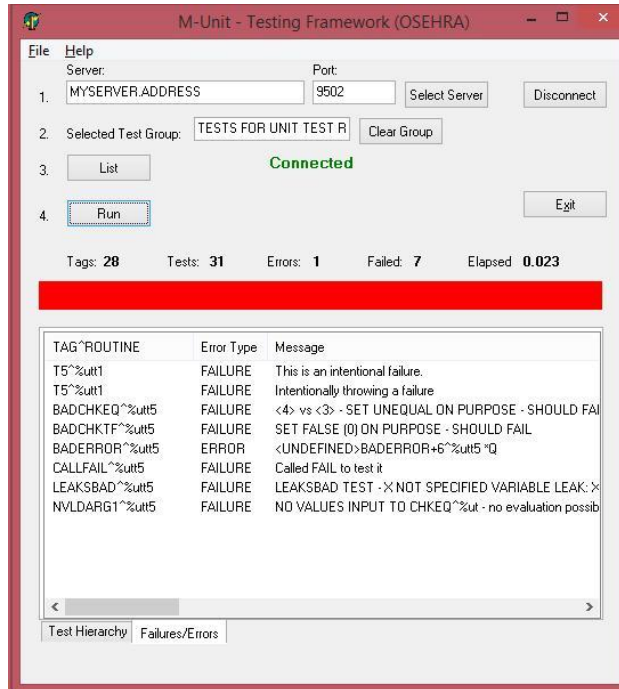 M-Unit - Testing Framework (OSEHRA)
File Help
Server: Port:
1. MYSERVER.ADDRESS 9502 Select Server Disconnect
2. Selected Test Group: TESTS FOR UNIT TEST R Clear Group
3. List Connected
4. Run Exit
Tags: 28 Tests: 31 Errors: 1 Failed: 7 Elapsed 0.023
TAG^ROUTINE Error Type Message
T5^%utt1 FAILURE This is an intentional failure.
T5^%utt1 FAILURE Intentionally throwing a failure
BADCHKEQ^%utt5 FAILURE <4> vs <3> - SET UNEQUAL ON PURPOSE - SHOULD FAI
BADCHKTF^%utt5 FAILURE SET FALSE (0) ON PURPOSE - SHOULD FAIL
BADERROR^%utt5 ERROR <UNDEFINED>BADERROR+6^%utt5 *Q
CALLFAIL^%utt5 FAILURE Called FAIL to test it
LEAKSBAD^%utt5 FAILURE LEAKSBAD TEST - X NOT SPECIFIED VARIABLE LEAK: X
NVLDARG1^%utt5 FAILURE NO VALUES INPUT TO CHKEQ^%ut - no evaluation possib
Test Hierarchy Failures/Errors